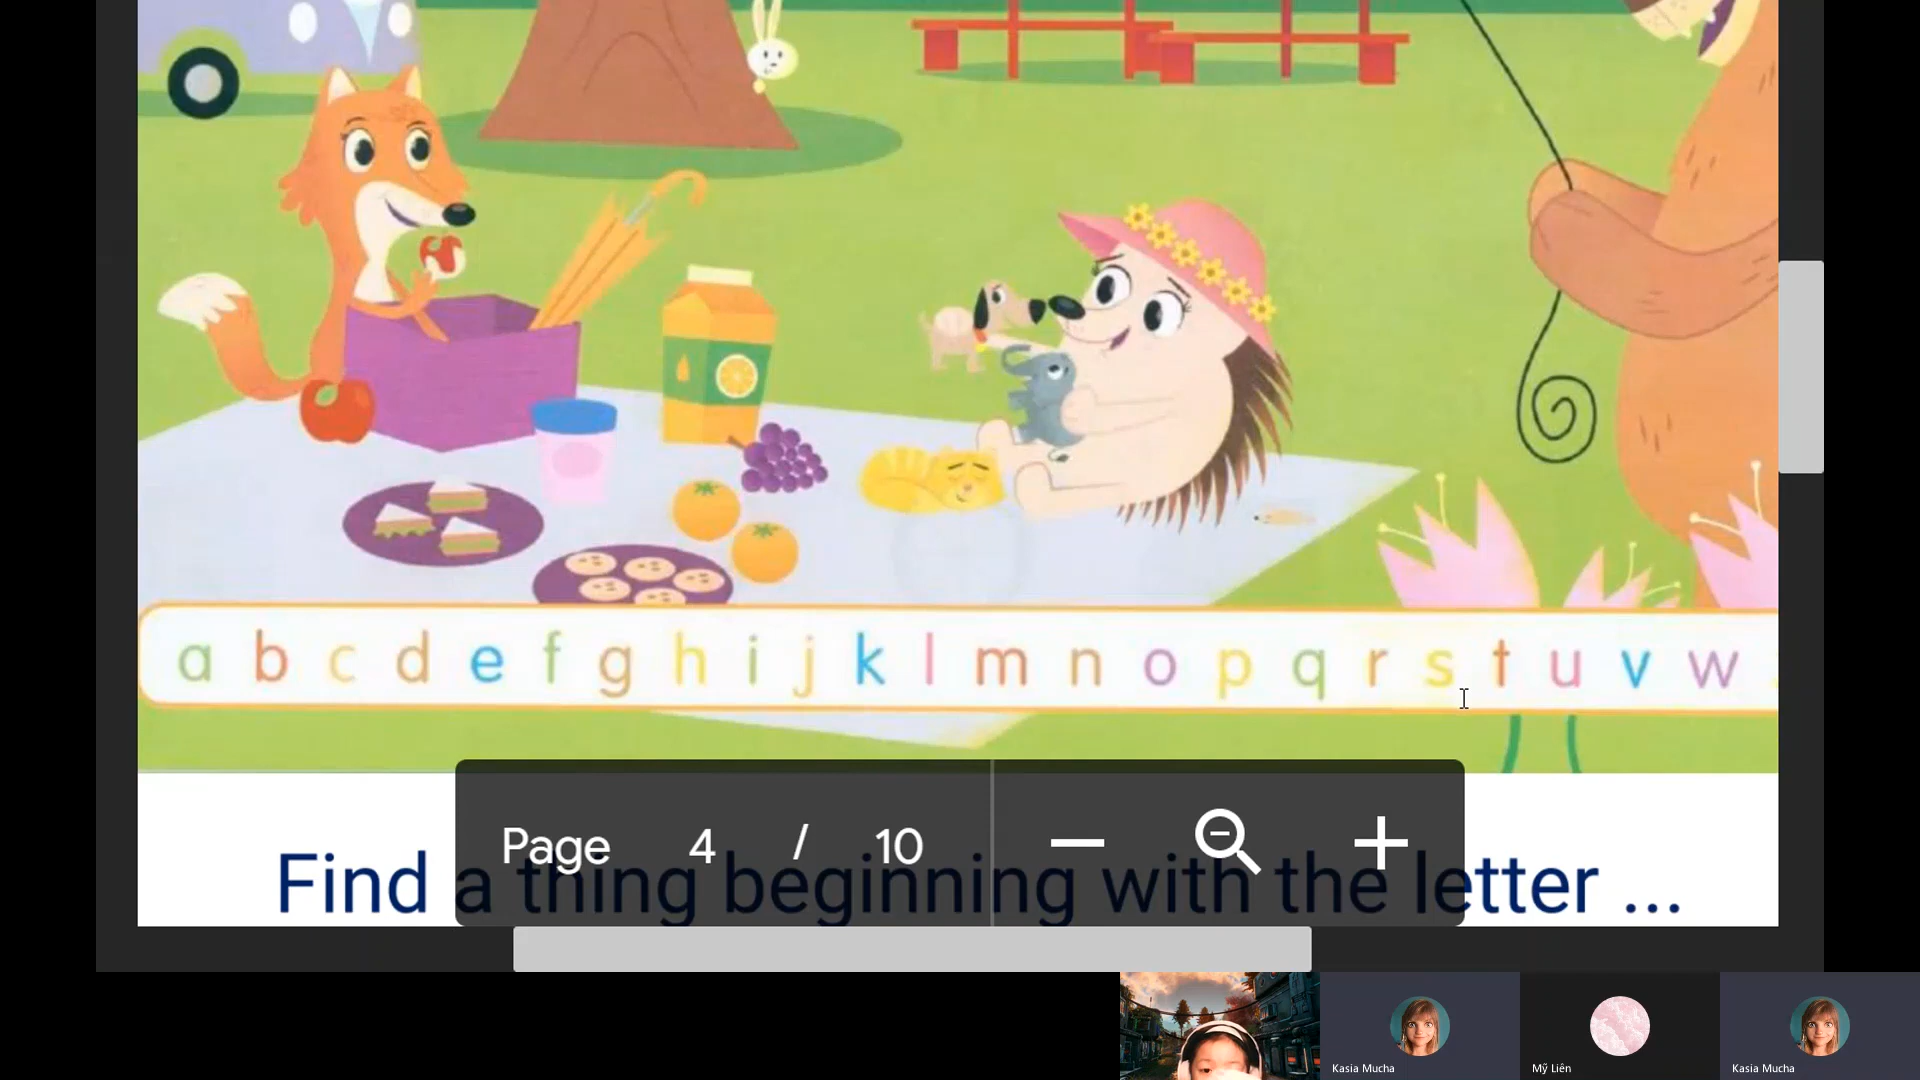 a b c d e f g h i j k l m n o p q r s t u v w
Page 4 / 10
Find a thing beginning with the letter ...
Kasia Mucha
Mỹ Liên
Kasia Mucha